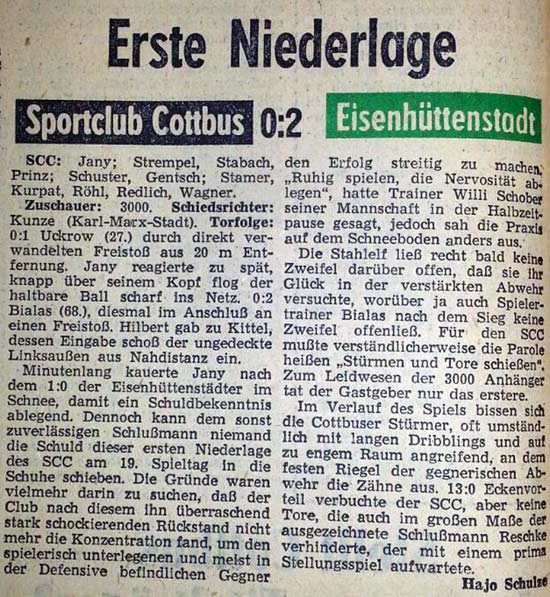 Erste Niederlage
Sportclub Cottbus 0:2 Eisenhüttenstadt
SCC: Jany; Strempel, Stabach,
Prinz; Schuster, Gentsch; Stamer,
Kurpat, Röhl, Redlich, Wagner.
Zuschauer: 3000. Schiedsrichter:
Kunze (Karl-Marx-Stadt). Torfolge:
0:1 Uckrow (27.) durch direkt ver-
wandelten Freistoß aus 20 m Ent-
fernung. Jany reagierte zu spät,
knapp über seinem Kopf flog der
haltbare Ball scharf ins Netz. 0:2
Bialas (68.), diesmal im Anschluß an
einen Freistoß. Hilbert gab zu Kittel,
dessen Eingabe schoß der ungedeckte
Linksaußen aus Nahdistanz ein.
Minutenlang kauerte Jany nach
dem 1:0 der Eisenhüttenstädter im
Schnee, damit ein Schuldbekenntnis
ablegend. Dennoch kann dem sonst
zuverlässigen Schlußmann niemand
die Schuld dieser ersten Niederlage
des SCC am 19. Spieltag in die
Schuhe schieben. Die Gründe waren
vielmehr darin zu suchen, daß der
Club nach diesem ihn überraschend
stark schockierenden Rückstand nicht
mehr die Konzentration fand, um den
spielerisch unterlegenen und meist in
der Defensive befindlichen Gegner
den Erfolg streitig zu machen.
„Ruhig spielen, die Nervosität ab-
legen", hatte Trainer Willi Schober
seiner Mannschaft in der Halbzeit-
pause gesagt, jedoch sah die Praxis
auf dem Schneeboden anders aus.
Die Stahlelf ließ recht bald keine
Zweifel darüber offen, daß sie ihr
Glück in der verstärkten Abwehr
versuchte, worüber ja auch Spieler-
trainer Bialas nach dem Sieg keine
Zweifel offenließ. Für den SCC
mußte verständlicherweise die Parole
heißen „Stürmen und Tore schießen".
Zum Leidwesen der 3000 Anhänger
tat der Gastgeber nur das erstere.
Im Verlauf des Spiels bissen sich
die Cottbuser Stürmer, oft umständ-
lich mit langen Dribblings und auf
zu engem Raum angreifend, an dem
festen Riegel der gegnerischen Ab-
wehr die Zähne aus. 13:0 Eckenvor-
teil verbuchte der SCC, aber keine
Tore, die auch im großen Maße der
ausgezeichnete Schlußmann Reschke
verhinderte, der mit einem prima
Stellungsspiel aufwartete.
Hajo Schulze